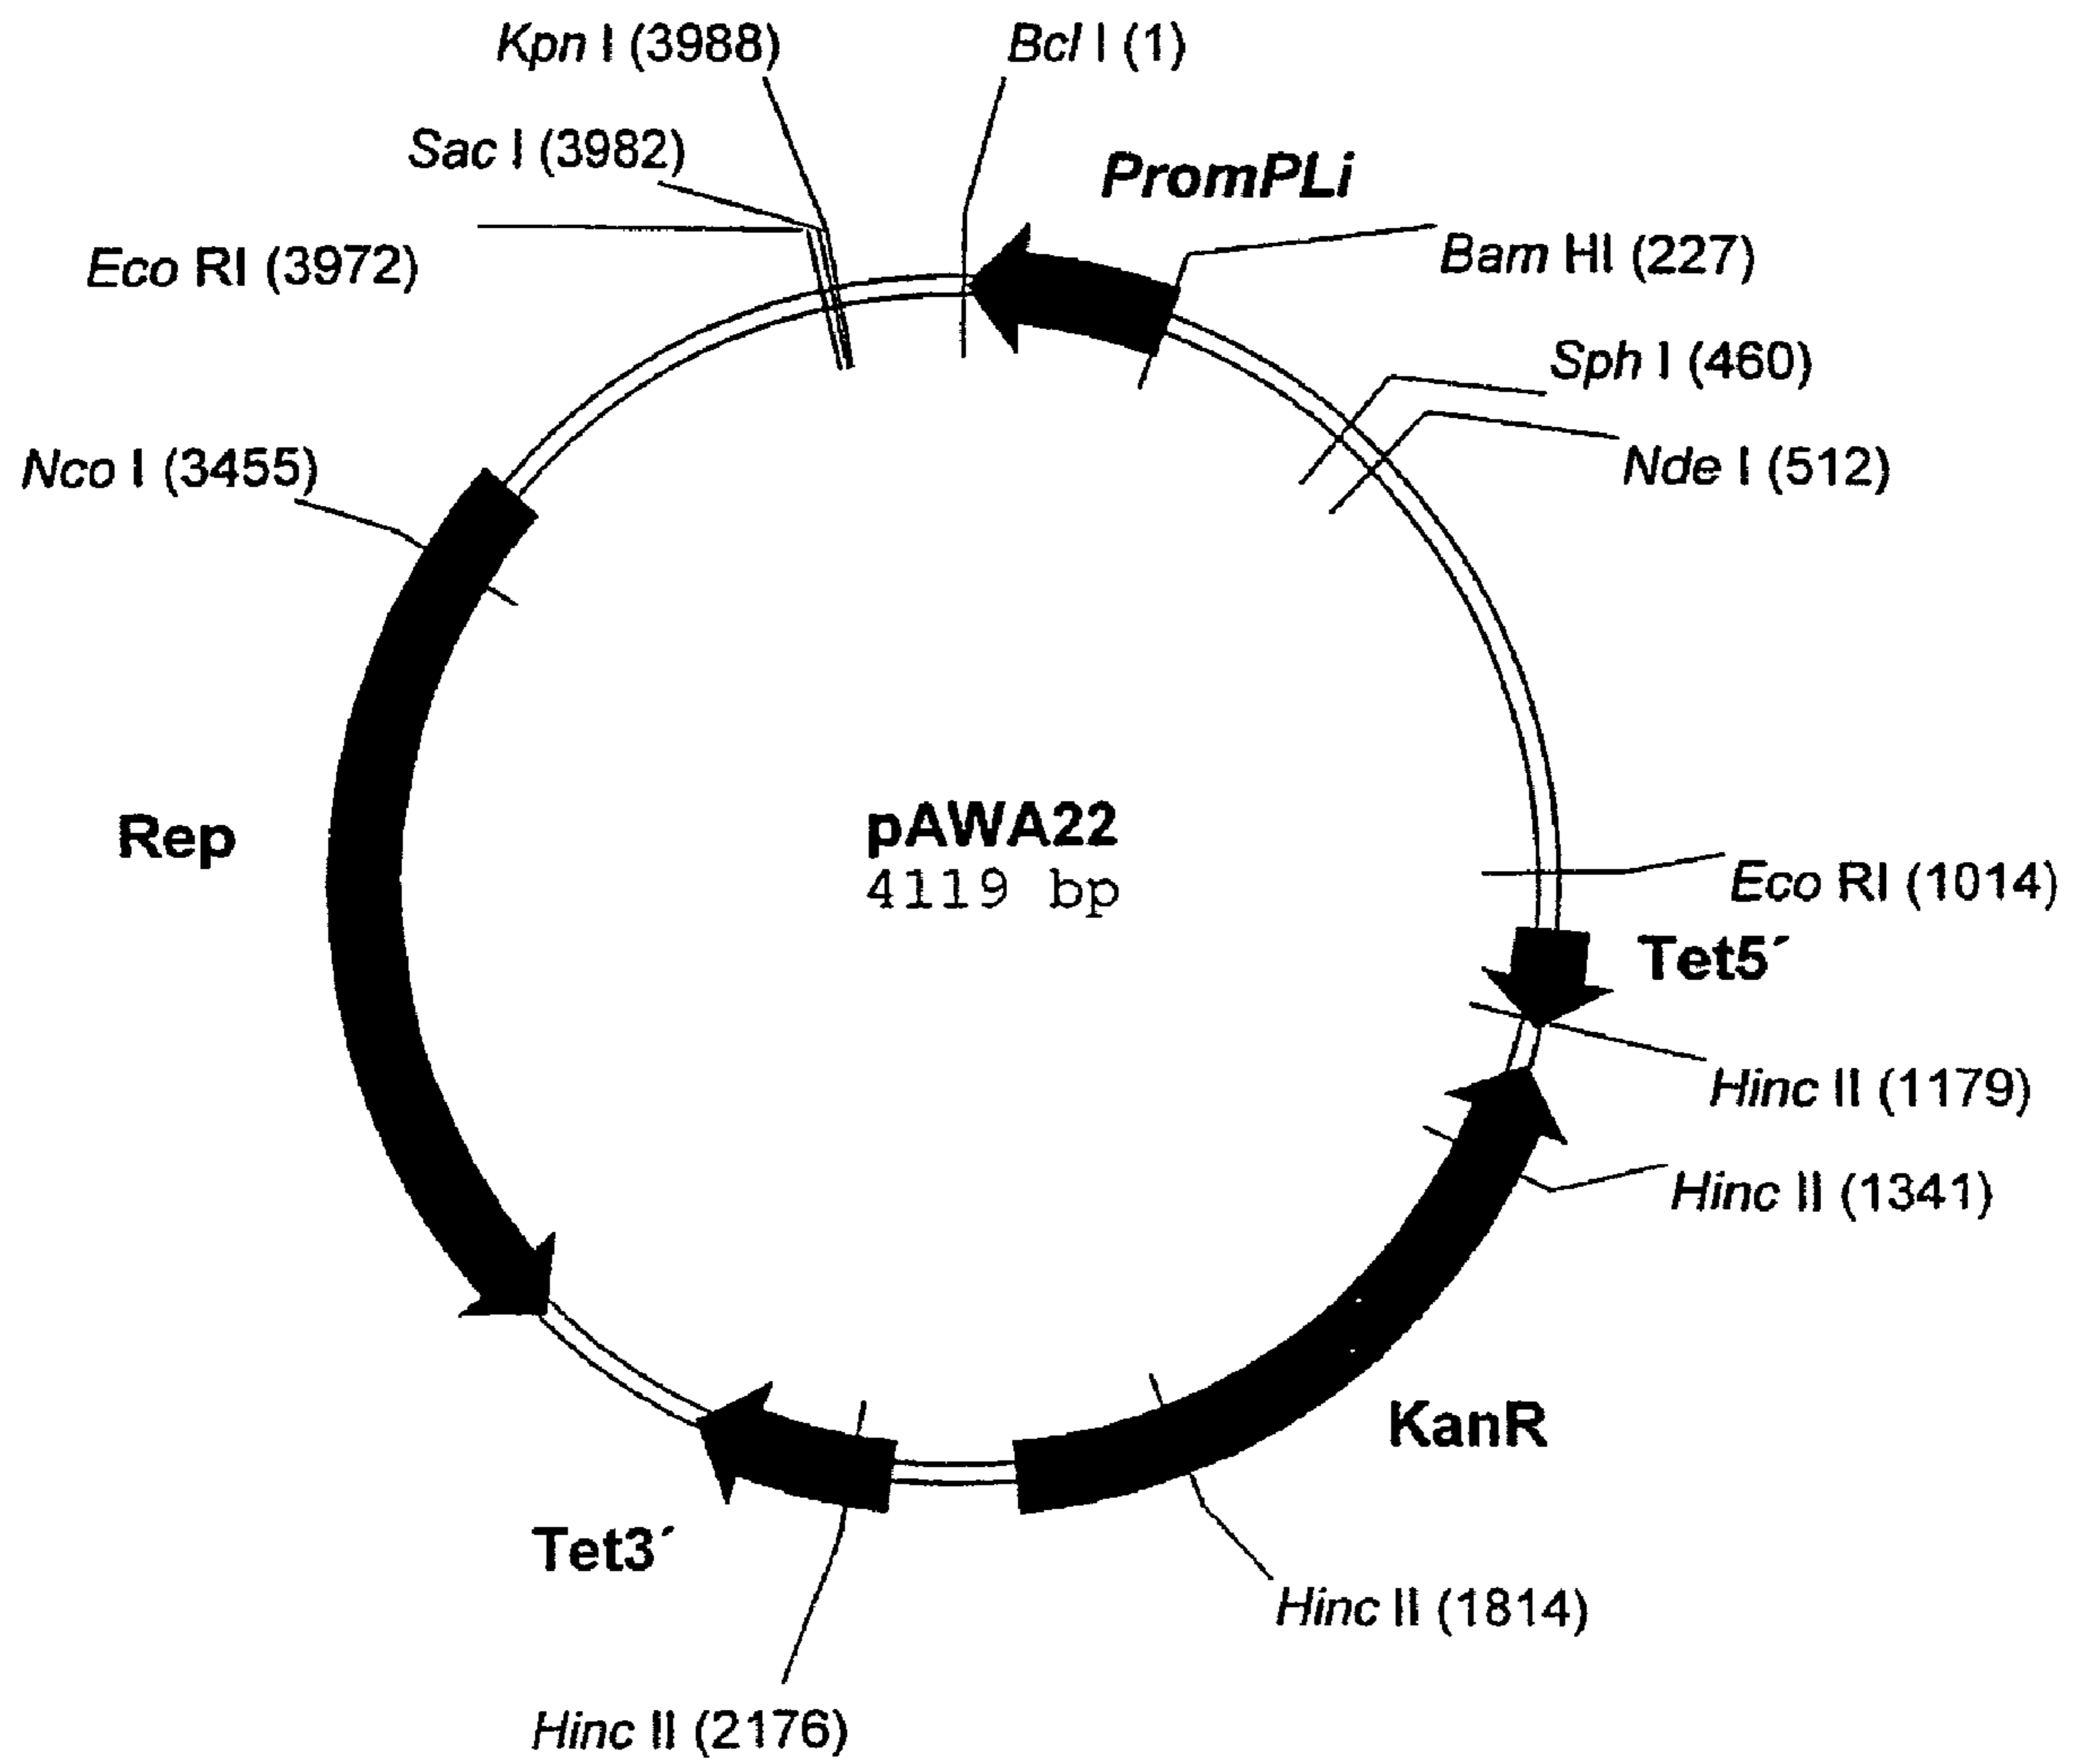 Kpn I (3988)
Bcl I (1)
Sac I (3982)
PromPLi
Eco RI (3972)
Bam HI (227)
Sph I (460)
Nco I (3455)
Nde I (512)
Rep
pAWA22
4119 bp
Eco RI (1014)
Tet5´
Hinc II (1179)
Hinc II (1341)
KanR
Tet3´
Hinc II (1814)
Hinc II (2176)